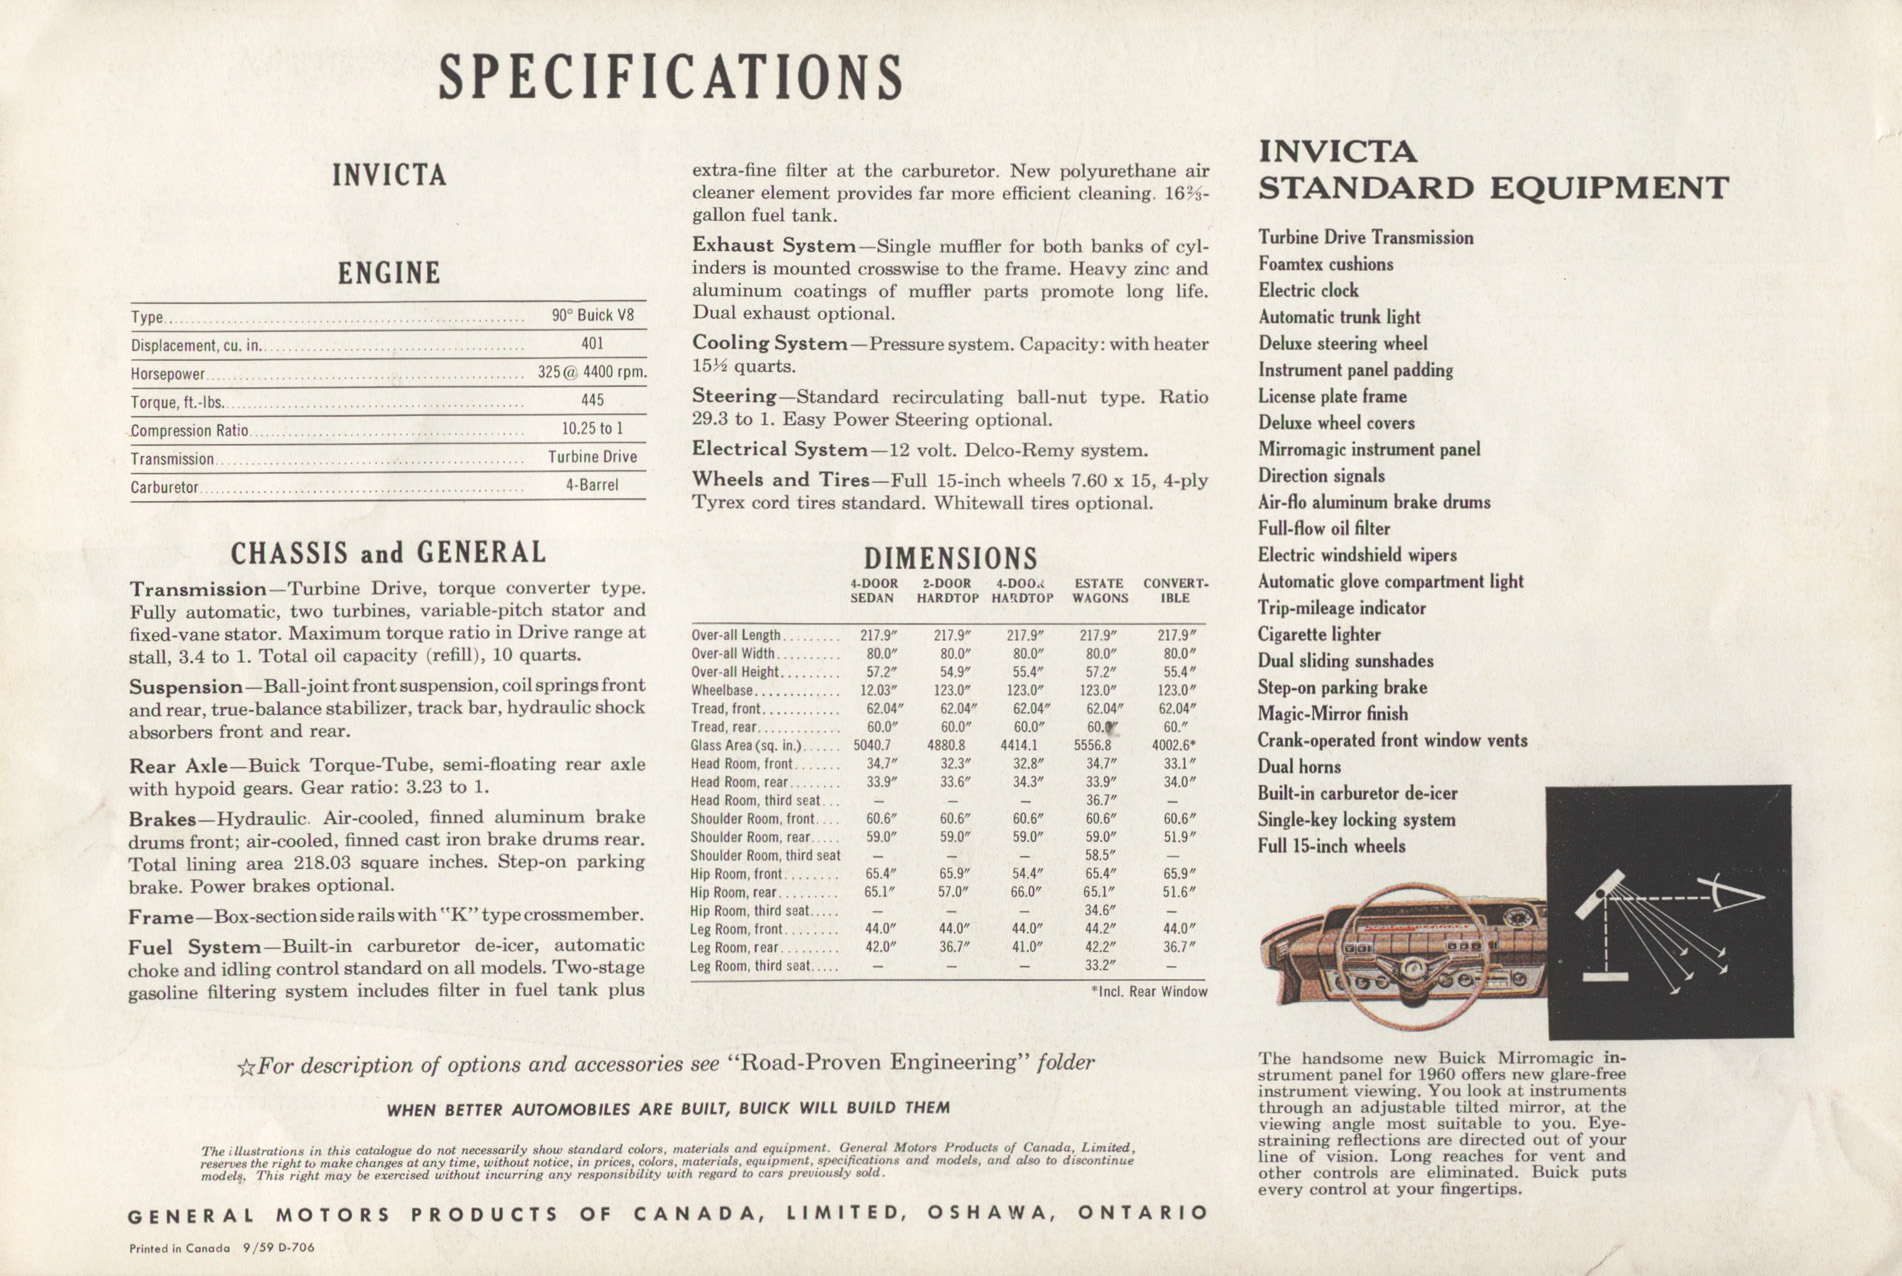 SPECIFICATIONS
INVICTA
ENGINE
Type 90° Buick V8
Displacement, cu. in. 401
Horsepower 325 @ 4400 rpm.
Torque, ft.-lbs. 445
Compression Ratio 10.25 to 1
Transmission Turbine Drive
Carburetor 4-Barrel
CHASSIS and GENERAL
Transmission—Turbine Drive, torque converter type.
Fully automatic, two turbines, variable-pitch stator and
fixed-vane stator. Maximum torque ratio in Drive range at
stall, 3.4 to 1. Total oil capacity (refill), 10 quarts.
Suspension—Ball-joint front suspension, coil springs front
and rear, true-balance stabilizer, track bar, hydraulic shock
absorbers front and rear.
Rear Axle—Buick Torque-Tube, semi-floating rear axle
with hypoid gears. Gear ratio: 3.23 to 1.
Brakes—Hydraulic. Air-cooled, finned aluminum brake
drums front; air-cooled, finned cast iron brake drums rear.
Total lining area 218.03 square inches. Step-on parking
brake. Power brakes optional.
Frame—Box-section side rails with "K" type crossmember.
Fuel System—Built-in carburetor de-icer, automatic
choke and idling control standard on all models. Two-stage
gasoline filtering system includes filter in fuel tank plus
extra-fine filter at the carburetor. New polyurethane air
cleaner element provides far more efficient cleaning. 16⅔-
gallon fuel tank.
Exhaust System—Single muffler for both banks of cyl-
inders is mounted crosswise to the frame. Heavy zinc and
aluminum coatings of muffler parts promote long life.
Dual exhaust optional.
Cooling System—Pressure system. Capacity: with heater
15½ quarts.
Steering—Standard recirculating ball-nut type. Ratio
29.3 to 1. Easy Power Steering optional.
Electrical System—12 volt. Delco-Remy system.
Wheels and Tires—Full 15-inch wheels 7.60 x 15, 4-ply
Tyrex cord tires standard. Whitewall tires optional.
DIMENSIONS
4-DOOR SEDAN 2-DOOR HARDTOP 4-DOOR HARDTOP ESTATE WAGONS CONVERT-IBLE
Over-all Length 217.9" 217.9" 217.9" 217.9" 217.9"
Over-all Width 80.0" 80.0" 80.0" 80.0" 80.0"
Over-all Height 57.2" 54.9" 55.4" 57.2" 55.4"
Wheelbase 12.03" 123.0" 123.0" 123.0" 123.0"
Tread, front 62.04" 62.04" 62.04" 62.04" 62.04"
Tread, rear 60.0" 60.0" 60.0" 60.0" 60."
Glass Area (sq. in.) 5040.7 4880.8 4414.1 5556.8 4002.6*
Head Room, front 34.7" 32.3" 32.8" 34.7" 33.1"
Head Room, rear 33.9" 33.6" 34.3" 33.9" 34.0"
Head Room, third seat — — — 36.7" —
Shoulder Room, front 60.6" 60.6" 60.6" 60.6" 60.6"
Shoulder Room, rear 59.0" 59.0" 59.0" 59.0" 51.9"
Shoulder Room, third seat — — — 58.5" —
Hip Room, front 65.4" 65.9" 54.4" 65.4" 65.9"
Hip Room, rear 65.1" 57.0" 66.0" 65.1" 51.6"
Hip Room, third seat — — — 34.6" —
Leg Room, front 44.0" 44.0" 44.0" 44.2" 44.0"
Leg Room, rear 42.0" 36.7" 41.0" 42.2" 36.7"
Leg Room, third seat — — — 33.2" —
*Incl. Rear Window
INVICTA
STANDARD EQUIPMENT
Turbine Drive Transmission
Foamtex cushions
Electric clock
Automatic trunk light
Deluxe steering wheel
Instrument panel padding
License plate frame
Deluxe wheel covers
Mirromagic instrument panel
Direction signals
Air-flo aluminum brake drums
Full-flow oil filter
Electric windshield wipers
Automatic glove compartment light
Trip-mileage indicator
Cigarette lighter
Dual sliding sunshades
Step-on parking brake
Magic-Mirror finish
Crank-operated front window vents
Dual horns
Built-in carburetor de-icer
Single-key locking system
Full 15-inch wheels
The handsome new Buick Mirromagic in-
strument panel for 1960 offers new glare-free
instrument viewing. You look at instruments
through an adjustable tilted mirror, at the
viewing angle most suitable to you. Eye-
straining reflections are directed out of your
line of vision. Long reaches for vent and
other controls are eliminated. Buick puts
every control at your fingertips.
☆For description of options and accessories see "Road-Proven Engineering" folder
WHEN BETTER AUTOMOBILES ARE BUILT, BUICK WILL BUILD THEM
The illustrations in this catalogue do not necessarily show standard colors, materials and equipment. General Motors Products of Canada, Limited,
reserves the right to make changes at any time, without notice, in prices, colors, materials, equipment, specifications and models, and also to discontinue
models. This right may be exercised without incurring any responsibility with regard to cars previously sold.
GENERAL MOTORS PRODUCTS OF CANADA, LIMITED, OSHAWA, ONTARIO
Printed in Canada 9/59 D-706